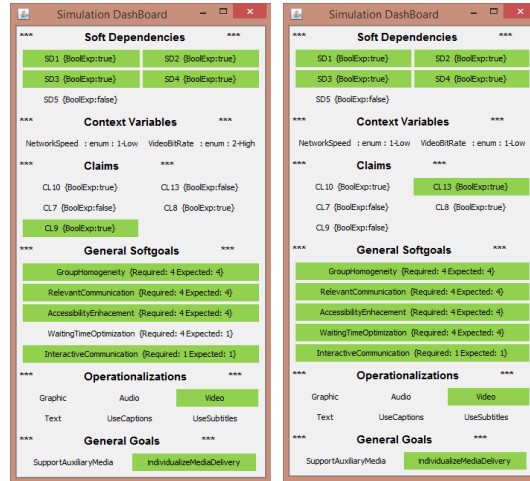 Simulation DashBoard
*** Soft Dependencies ***
SD1 {BoolExp:true} SD2 {BoolExp:true}
SD3 {BoolExp:true} SD4 {BoolExp:true}
SD5 {BoolExp:false}
*** Context Variables ***
NetworkSpeed : enum : 1-Low VideoBitRate : enum : 2-High
*** Claims ***
CL10 {BoolExp:true} CL13 {BoolExp:false}
CL7 {BoolExp:false} CL8 {BoolExp:true}
CL9 {BoolExp:true}
*** General Softgoals ***
GroupHomogeneity {Required: 4 Expected: 4}
RelevantCommunication {Required: 4 Expected: 4}
AccessibilityEnhacement {Required: 4 Expected: 4}
WaitingTimeOptimization {Required: 4 Expected: 1}
InteractiveCommunication {Required: 1 Expected: 1}
*** Operationalizations ***
Graphic Audio Video
Text UseCaptions UseSubtitles
*** General Goals ***
SupportAuxiliaryMedia IndividualizeMediaDelivery
Simulation DashBoard
*** Soft Dependencies ***
SD1 {BoolExp:true} SD2 {BoolExp:true}
SD3 {BoolExp:true} SD4 {BoolExp:true}
SD5 {BoolExp:false}
*** Context Variables ***
NetworkSpeed : enum : 1-Low VideoBitRate : enum : 1-Low
*** Claims ***
CL10 {BoolExp:true} CL13 {BoolExp:true}
CL7 {BoolExp:false} CL8 {BoolExp:true}
CL9 {BoolExp:false}
*** General Softgoals ***
GroupHomogeneity {Required: 4 Expected: 4}
RelevantCommunication {Required: 4 Expected: 4}
AccessibilityEnhacement {Required: 4 Expected: 4}
WaitingTimeOptimization {Required: 4 Expected: 4}
InteractiveCommunication {Required: 1 Expected: 1}
*** Operationalizations ***
Graphic Audio Video
Text UseCaptions UseSubtitles
*** General Goals ***
SupportAuxiliaryMedia IndividualizeMediaDelivery